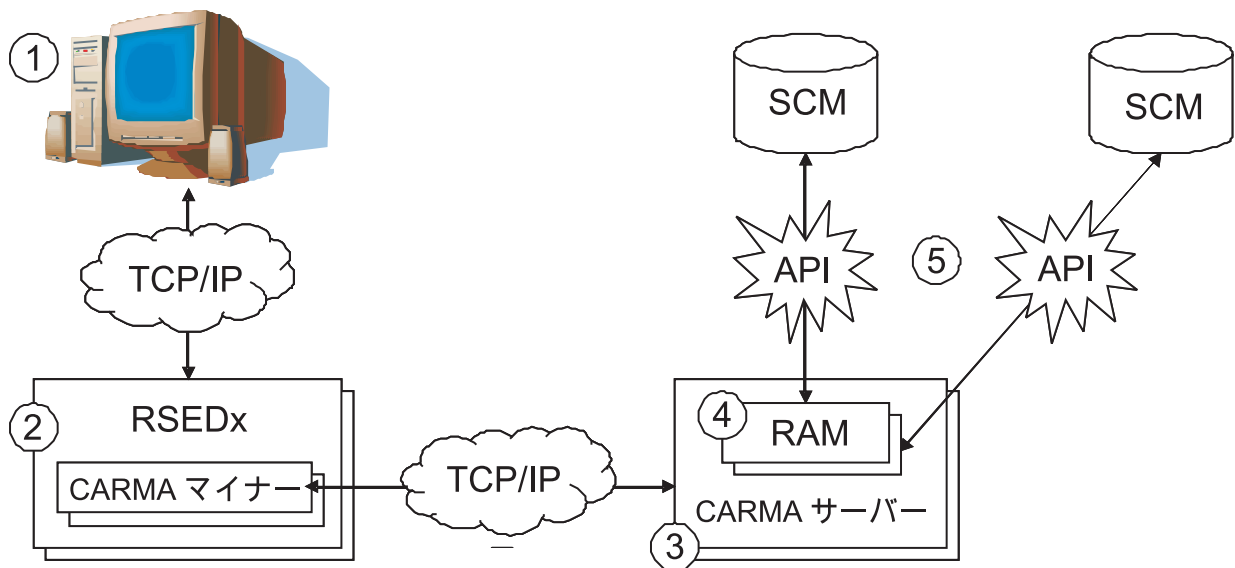 1
SCM
SCM
TCP/IP
API
5
API
2
RSEDx
CARMA マイナー
TCP/IP
4
RAM
CARMA サーバー
3